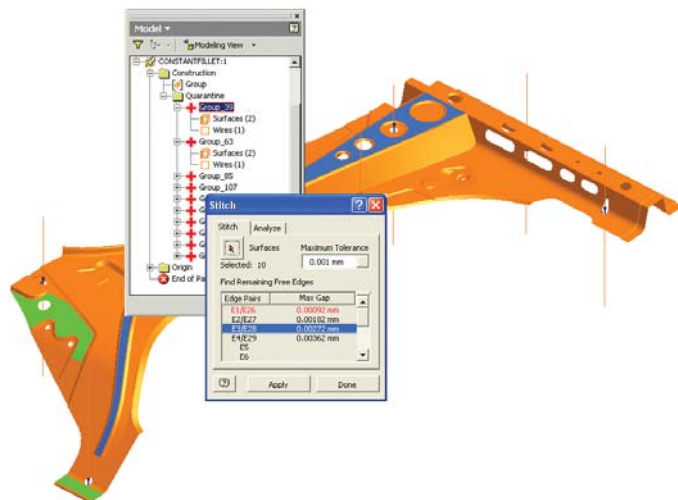 Model
Modeling View
CONSTANTFILLET:1
Construction
Group
Quarantine
Group_39
Surfaces (2)
Wires (1)
Group_63
Surfaces (2)
Wires (1)
Group_85
Group_107
Origin
End of Pa
Stitch
Stitch Analyze
Surfaces Maximum Tolerance
Selected: 10 0.001 mm
Find Remaining Free Edges
Edge Pairs Max Gap
E1/E26 0.00092 mm
E2/E27 0.00182 mm
E3/E28 0.00272 mm
E4/E29 0.00362 mm
E5
E6
Apply Done